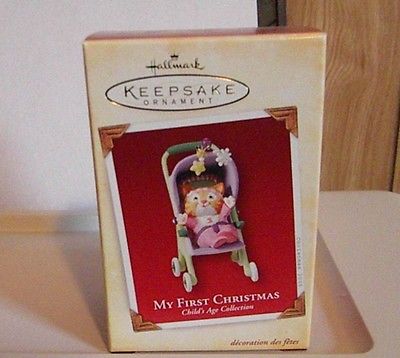 Hallmark
KEEPSAKE
ORNAMENT
MY FIRST CHRISTMAS
Child's Age Collection
décoration des fêtes